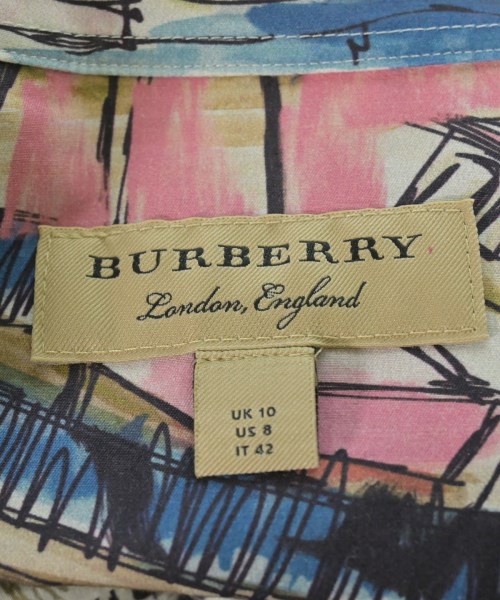 BURBERRY
London, England
UK 10
US 8
IT 42